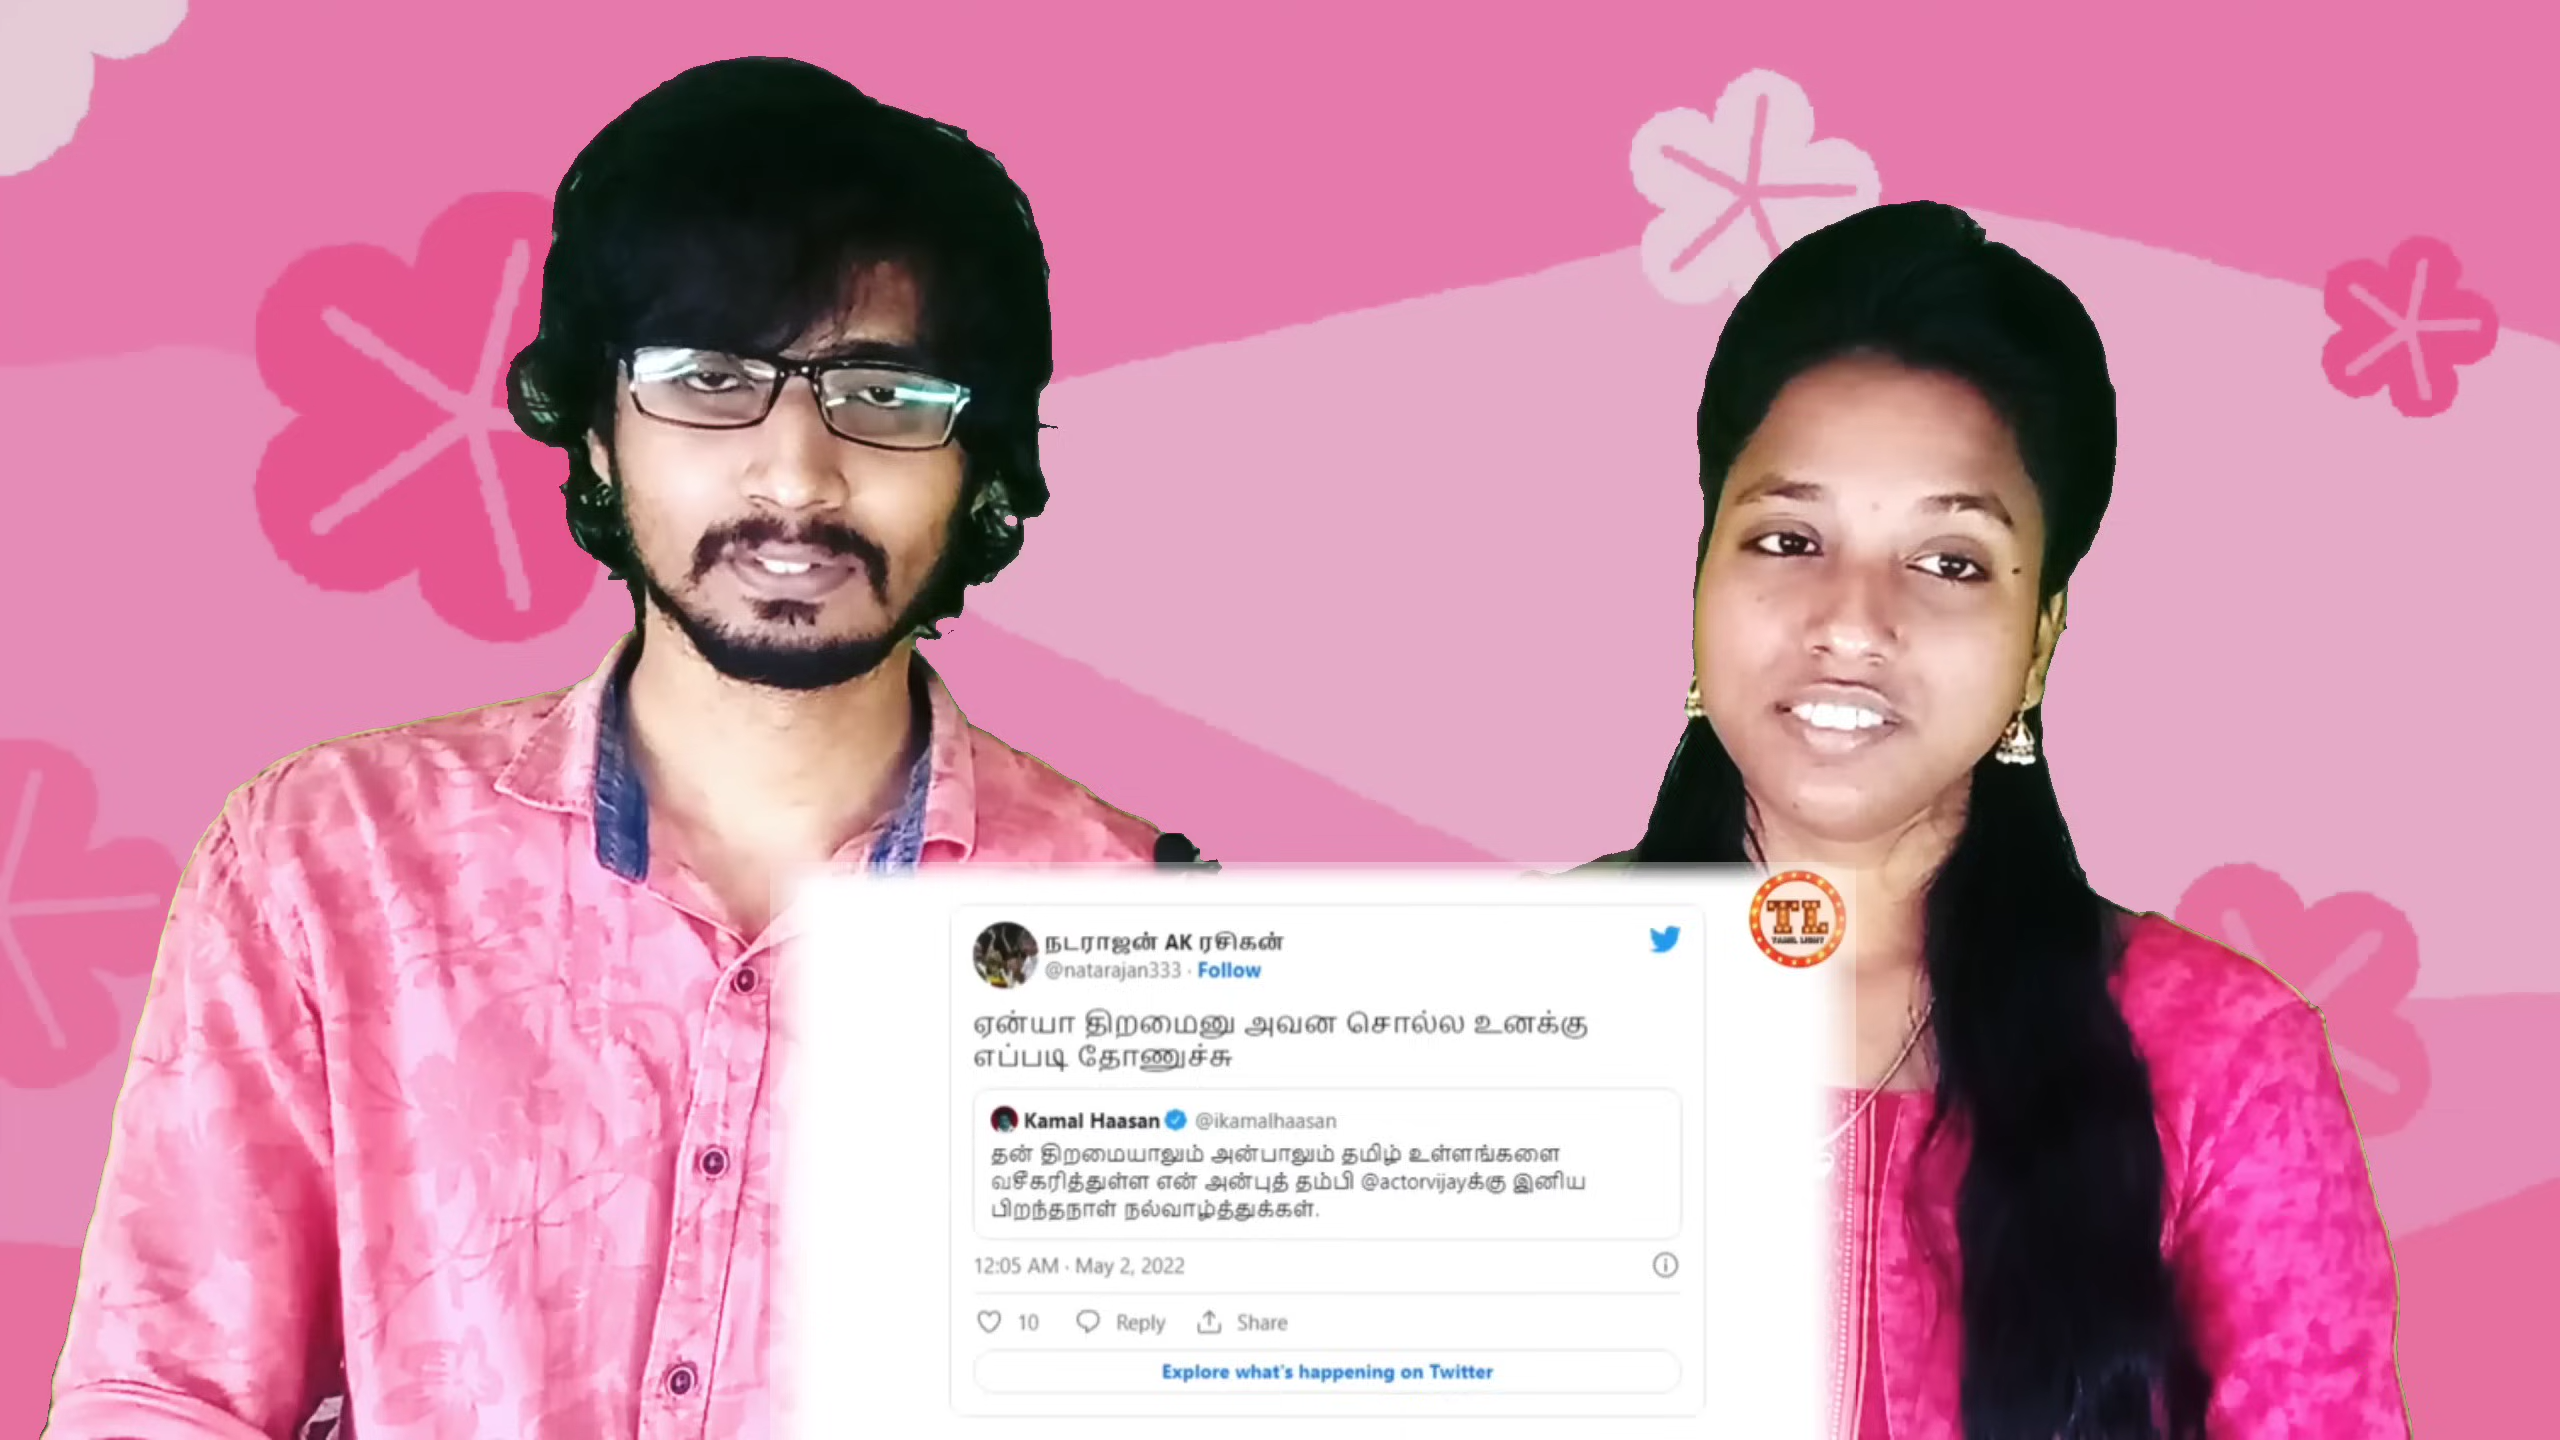 நடராஜன் AK ரசிகன்
@natarajan333 · Follow
TL
TAMIL LIGHT
ஏன்யா திறமைனு அவன சொல்ல உனக்கு
எப்படி தோணுச்சு
Kamal Haasan @ikamalhaasan
தன் திறமையாலும் அன்பாலும் தமிழ் உள்ளங்களை
வசீகரித்துள்ள என் அன்புத் தம்பி @actorvijayக்கு இனிய
பிறந்தநாள் நல்வாழ்த்துக்கள்.
12:05 AM · May 2, 2022
10 Reply Share
Explore what's happening on Twitter